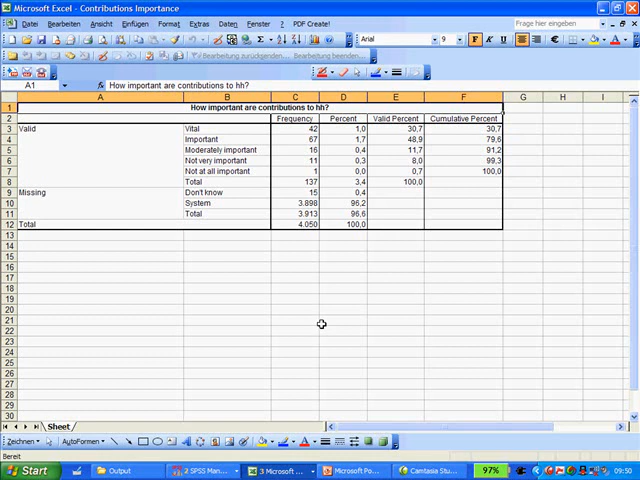 Microsoft Excel - Contributions Importance
Datei Bearbeiten Ansicht Einfügen Format Extras Daten Fenster ? PDF Create! Frage hier eingeben
Arial 9 F K U
Bearbeitung zurücksenden... Bearbeitung beenden...
A1 fx How important are contributions to hh?
A B C D E F G H I
1 How important are contributions to hh?
2 Frequency Percent Valid Percent Cumulative Percent
3 Valid Vital 42 1,0 30,7 30,7
4 Important 67 1,7 48,9 79,6
5 Moderately important 16 0,4 11,7 91,2
6 Not very important 11 0,3 8,0 99,3
7 Not at all important 1 0,0 0,7 100,0
8 Total 137 3,4 100,0
9 Missing Don't know 15 0,4
10 System 3.898 96,2
11 Total 3.913 96,6
12 Total 4.050 100,0
13
14
15
16
17
18
19
20
21
22
23
24
25
26
27
28
29
30
Sheet
Zeichnen AutoFormen
Bereit
Start Output 2 SPSS Man... 3 Microsoft ... Microsoft Po... Camtasia Stu... 97% 09:50